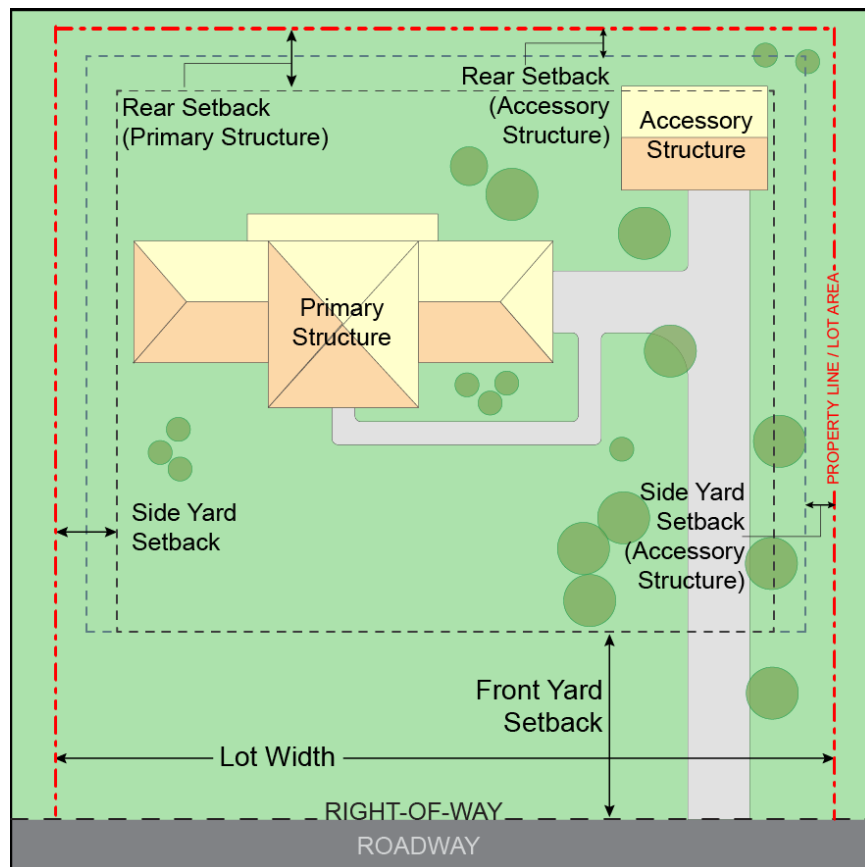 Rear Setback
(Primary Structure)
Rear Setback
(Accessory
Structure)
Accessory
Structure
Primary
Structure
PROPERTY LINE / LOT AREA
Side Yard
Setback
Side Yard
Setback
(Accessory
Structure)
Front Yard
Setback
Lot Width
RIGHT-OF-WAY
ROADWAY